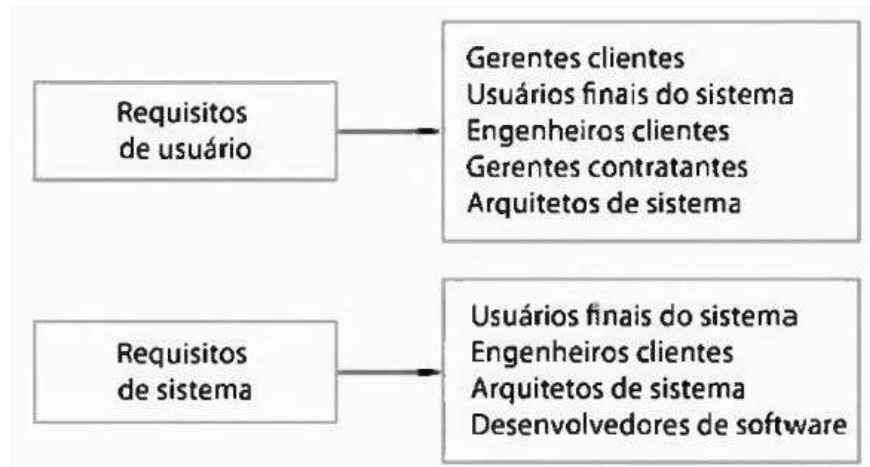 Requisitos
de usuário
Gerentes clientes
Usuários finais do sistema
Engenheiros clientes
Gerentes contratantes
Arquitetos de sistema
Requisitos
de sistema
Usuários finais do sistema
Engenheiros clientes
Arquitetos de sistema
Desenvolvedores de software